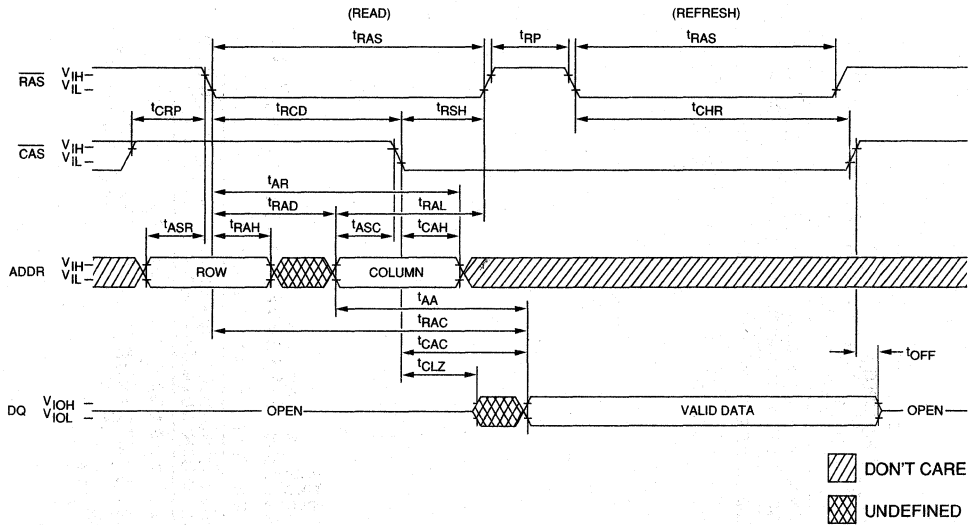 (READ) (REFRESH)
tRAS tRP tRAS
RAS VIH VIL
tCRP tRCD tRSH tCHR
CAS VIH VIL
tAR
tRAD tRAL
tASR tRAH tASC tCAH
ADDR VIH VIL ROW COLUMN
tAA
tRAC
tCAC
tCLZ tOFF
DQ VIOH VIOL OPEN VALID DATA OPEN
DON'T CARE
UNDEFINED